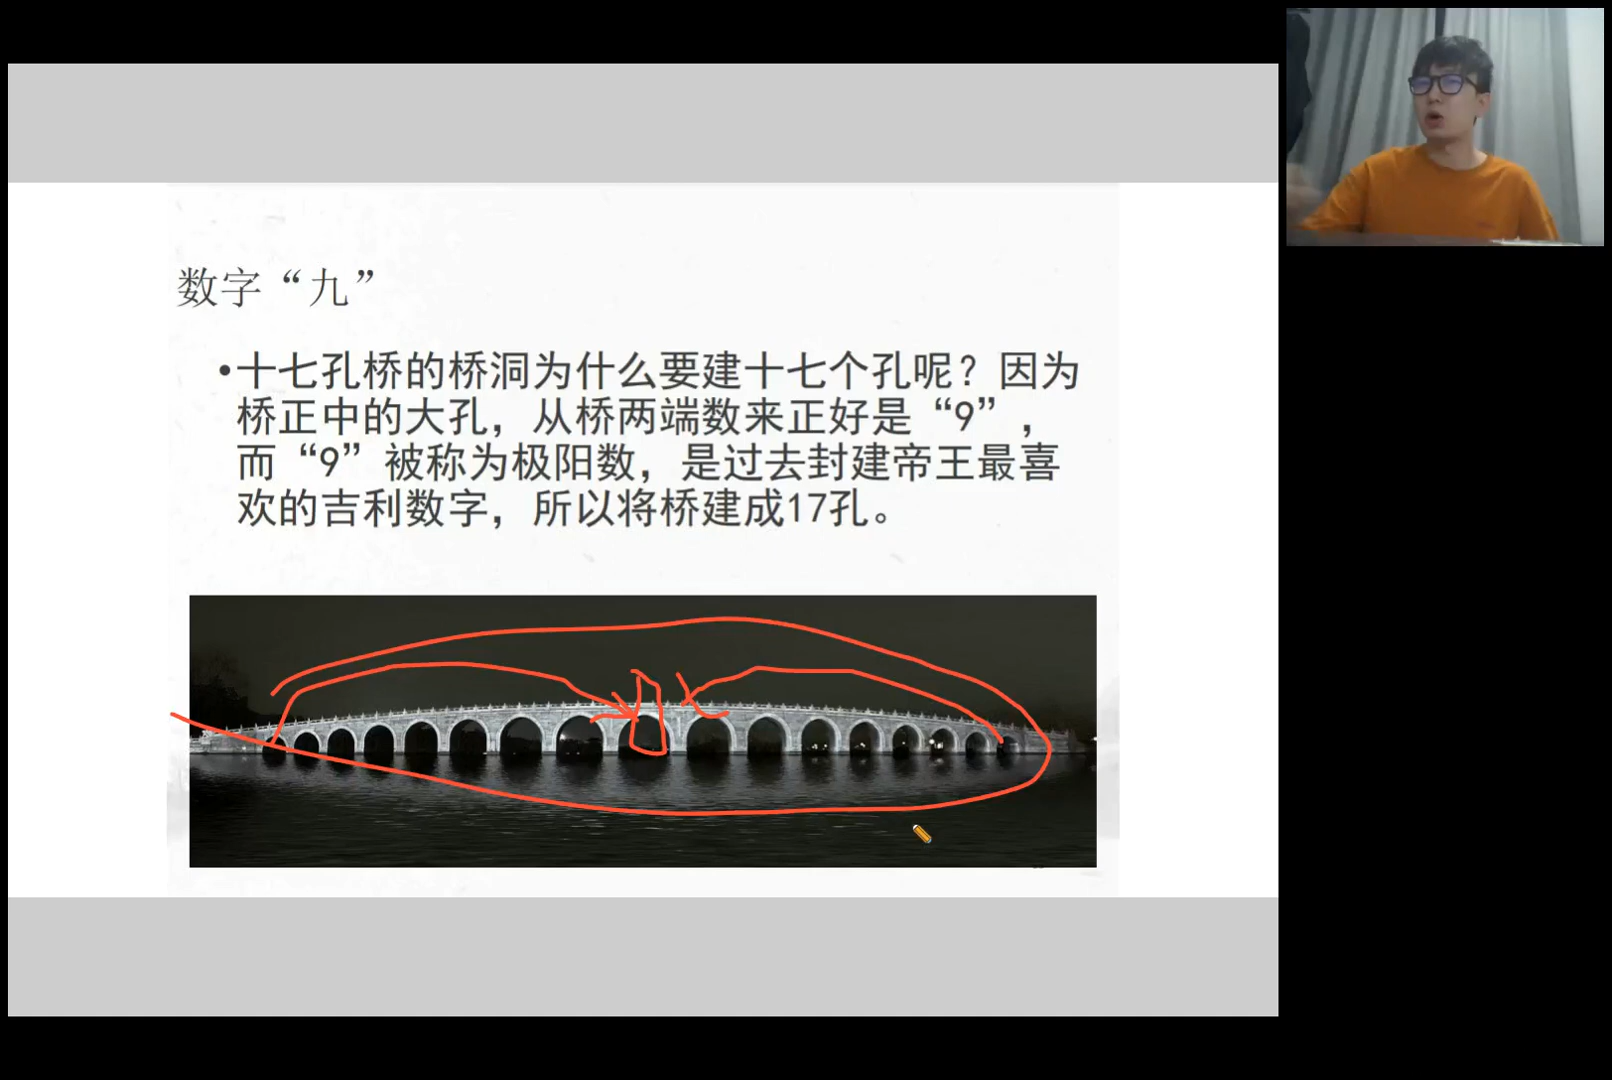 数字“九”
•十七孔桥的桥洞为什么要建十七个孔呢？因为
桥正中的大孔，从桥两端数来正好是“9”，
而“9”被称为极阳数，是过去封建帝王最喜
欢的吉利数字，所以将桥建成17孔。